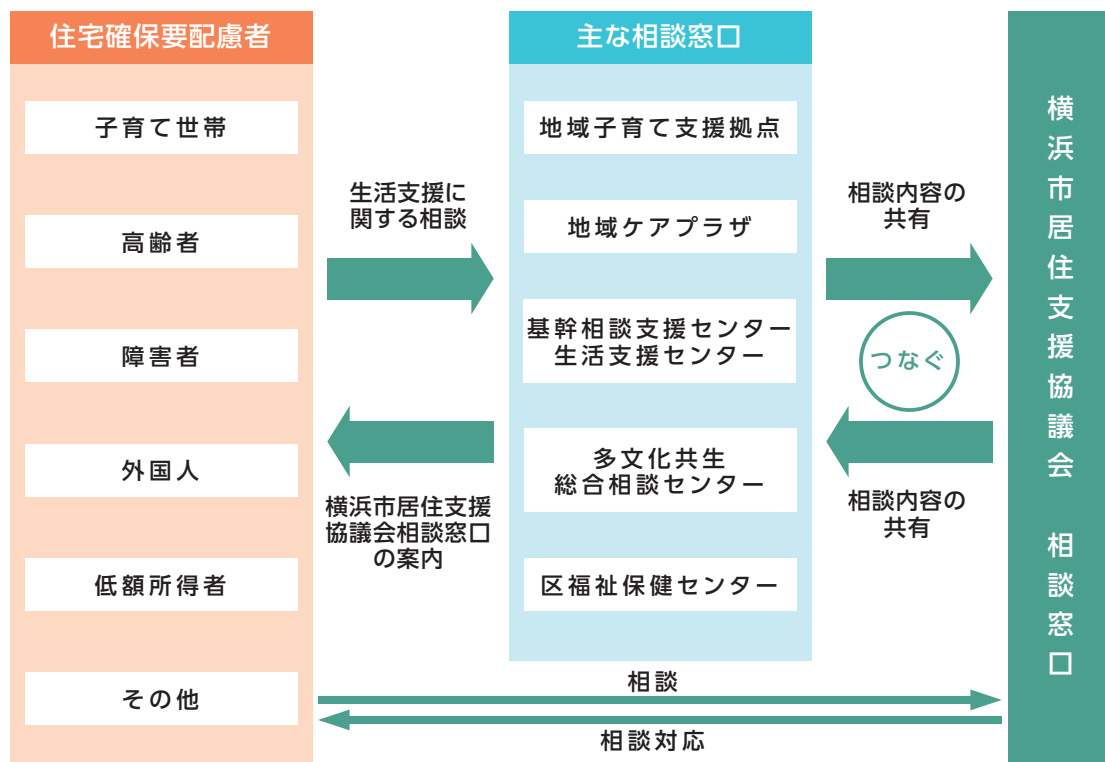 住宅確保要配慮者
子育て世帯
高齢者
障害者
外国人
低額所得者
その他
生活支援に
関する相談
横浜市居住支援
協議会相談窓口
の案内
主な相談窓口
地域子育て支援拠点
地域ケアプラザ
基幹相談支援センター
生活支援センター
多文化共生
総合相談センター
区福祉保健センター
相談内容の
共有
つなぐ
相談内容の
共有
相談
相談対応
横浜市居住支援協議会 相談窓口